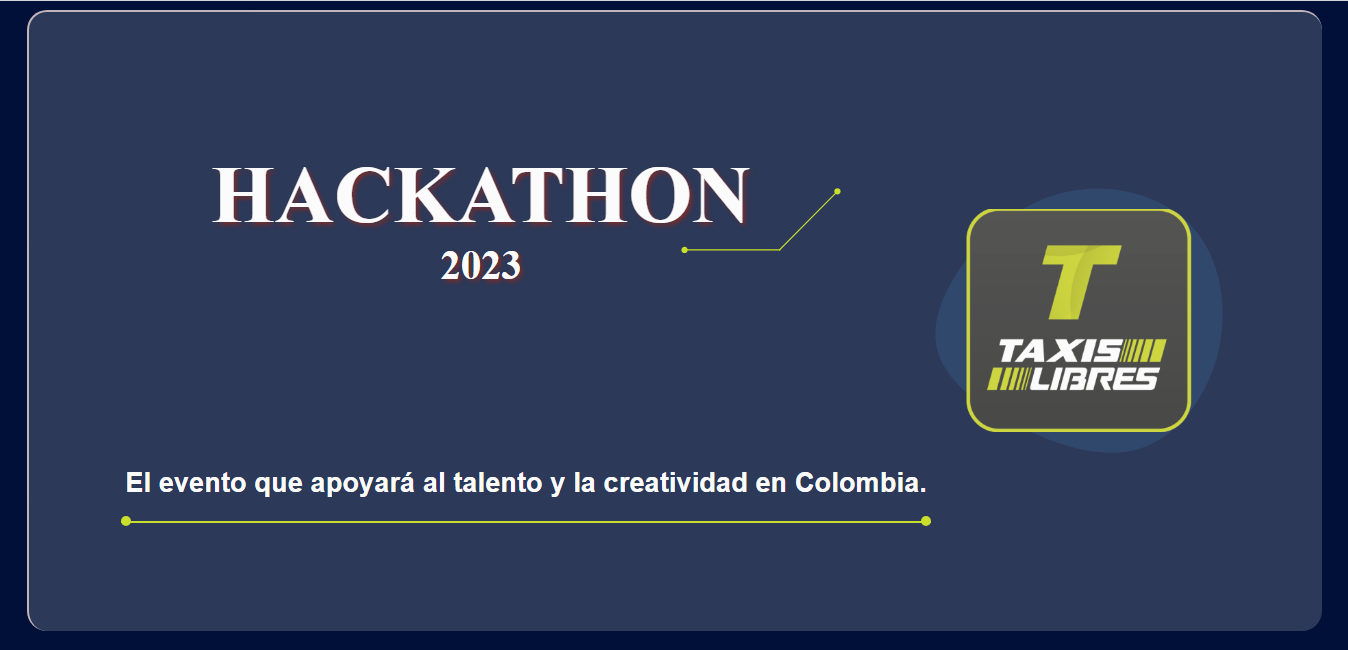 HACKATHON
2023
T
TAXIS
LIBRES
El evento que apoyará al talento y la creatividad en Colombia.